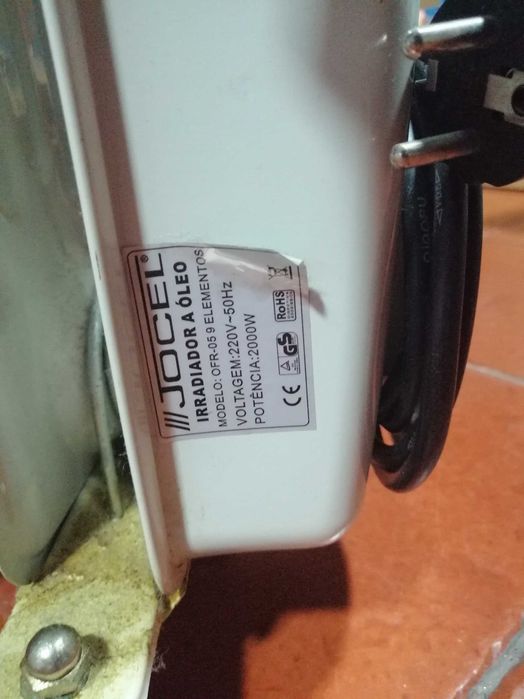 JOCEL®
IRRADIADOR A ÓLEO
MODELO: OFR-05 9 ELEMENTOS
VOLTAGEM:220V~50Hz
POTÊNCIA:2000W
CE
GS
RoHS